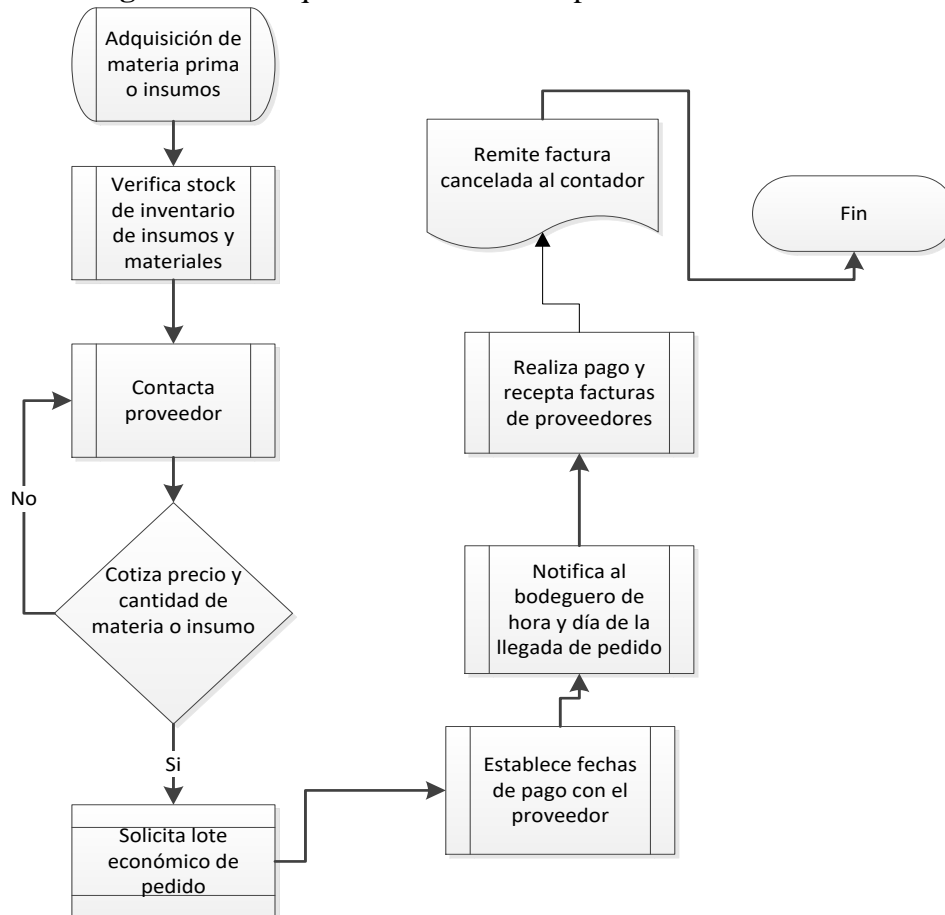 Adquisición de
materia prima
o insumos
Verifica stock
de inventario
de insumos y
materiales
Contacta
proveedor
No
Cotiza precio y
cantidad de
materia o insumo
Si
Solicita lote
económico de
pedido
Establece fechas
de pago con el
proveedor
Notifica al
bodeguero de
hora y día de la
llegada de pedido
Realiza pago y
recepta facturas
de proveedores
Remite factura
cancelada al contador
Fin